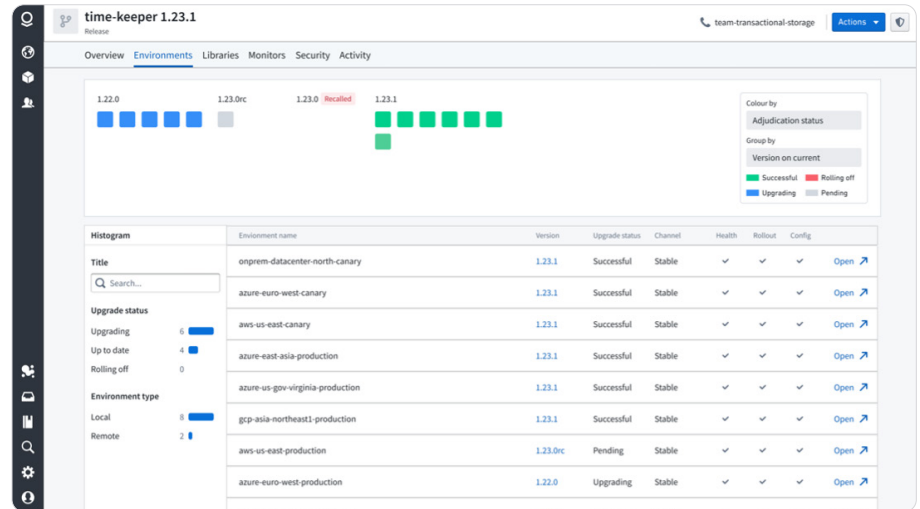 time-keeper 1.23.1
Release
team-transactional-storage
Actions
Overview Environments Libraries Monitors Security Activity
1.22.0 1.23.0rc 1.23.0 Recalled 1.23.1
Colour by
Adjudication status
Group by
Version on current
Successful Rolling off
Upgrading Pending
Histogram
Title
Search...
Upgrade status
Upgrading 6
Up to date 4
Rolling off 0
Environment type
Local 8
Remote 2
Envionment name Version Upgrade status Channel Health Rollout Config
onprem-datacenter-north-canary 1.23.1 Successful Stable Open
azure-euro-west-canary 1.23.1 Successful Stable Open
aws-us-east-canary 1.23.1 Successful Stable Open
azure-east-asia-production 1.23.1 Successful Stable Open
azure-us-gov-virginia-production 1.23.1 Successful Stable Open
gcp-asia-northeast1-production 1.23.1 Successful Stable Open
aws-us-east-production 1.23.0rc Pending Stable Open
azure-euro-west-production 1.22.0 Upgrading Stable Open